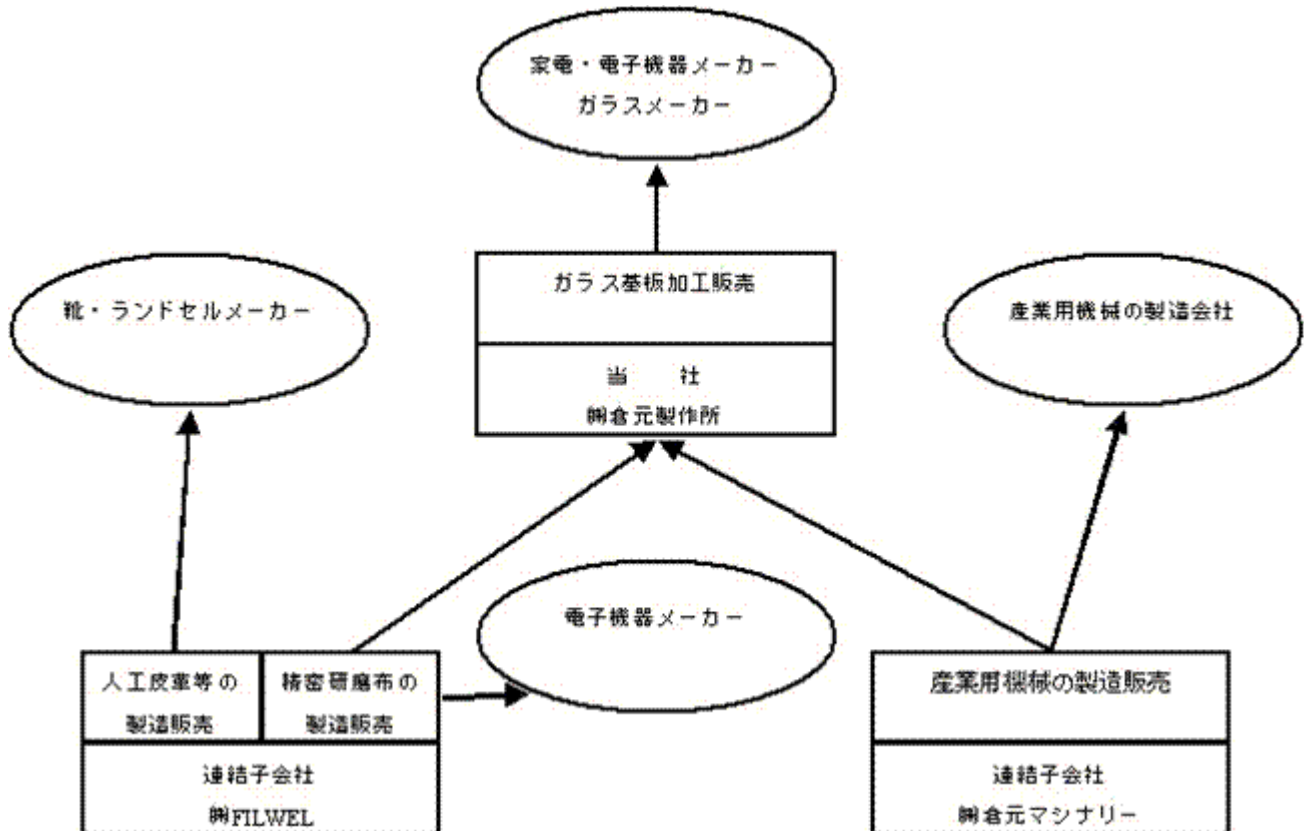 家電・電子機器メーカー
ガラスメーカー
靴・ランドセルメーカー
ガラス基板加工販売
当　　社
㈱倉元製作所
産業用機械の製造会社
電子機器メーカー
人工皮革等の
製造販売
精密研磨布の
製造販売
連結子会社
㈱FILWEL
産業用機械の製造販売
連結子会社
㈱倉元マシナリー